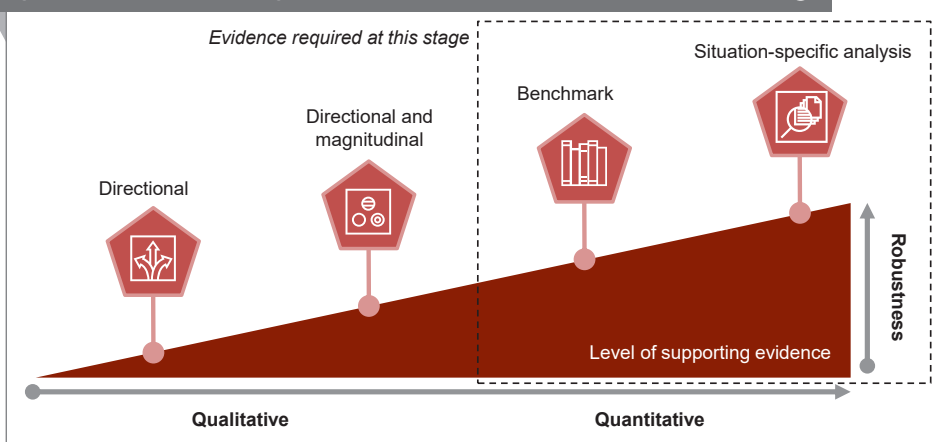 Evidence required at this stage
Situation-specific analysis
Benchmark
Directional and
magnitudinal
Directional
Robustness
Level of supporting evidence
Qualitative
Quantitative